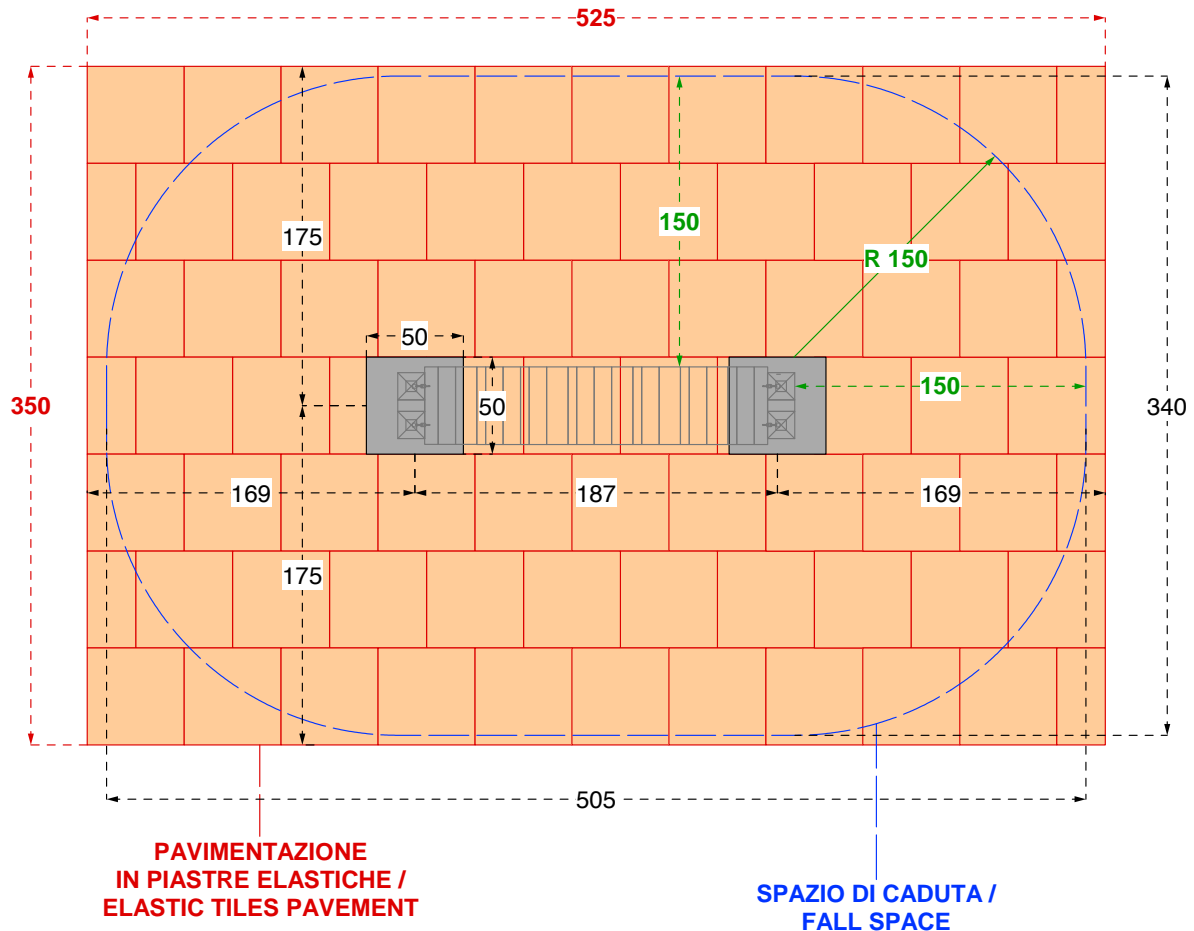 525
175
150
R 150
50
350
50
150
340
169
187
169
175
505
PAVIMENTAZIONE
IN PIASTRE ELASTICHE /
ELASTIC TILES PAVEMENT
SPAZIO DI CADUTA /
FALL SPACE